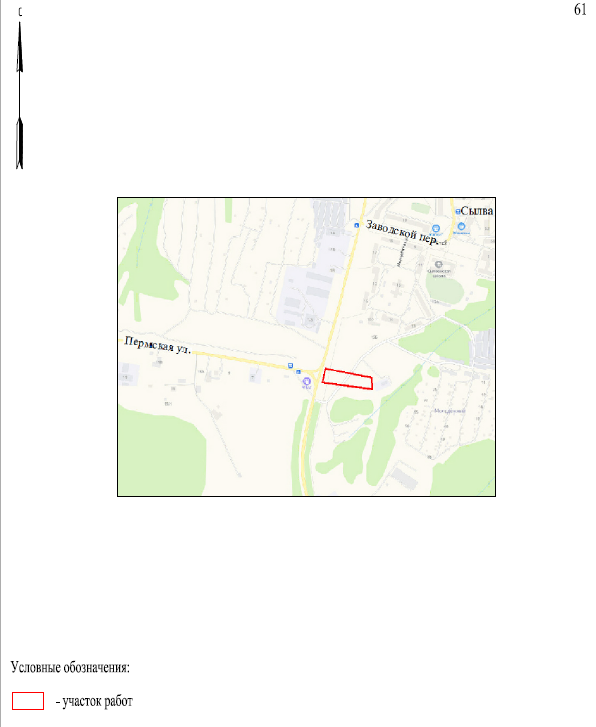 С
61
Сылва
Заводской пер.
Пермская ул.
Условные обозначения:
- участок работ